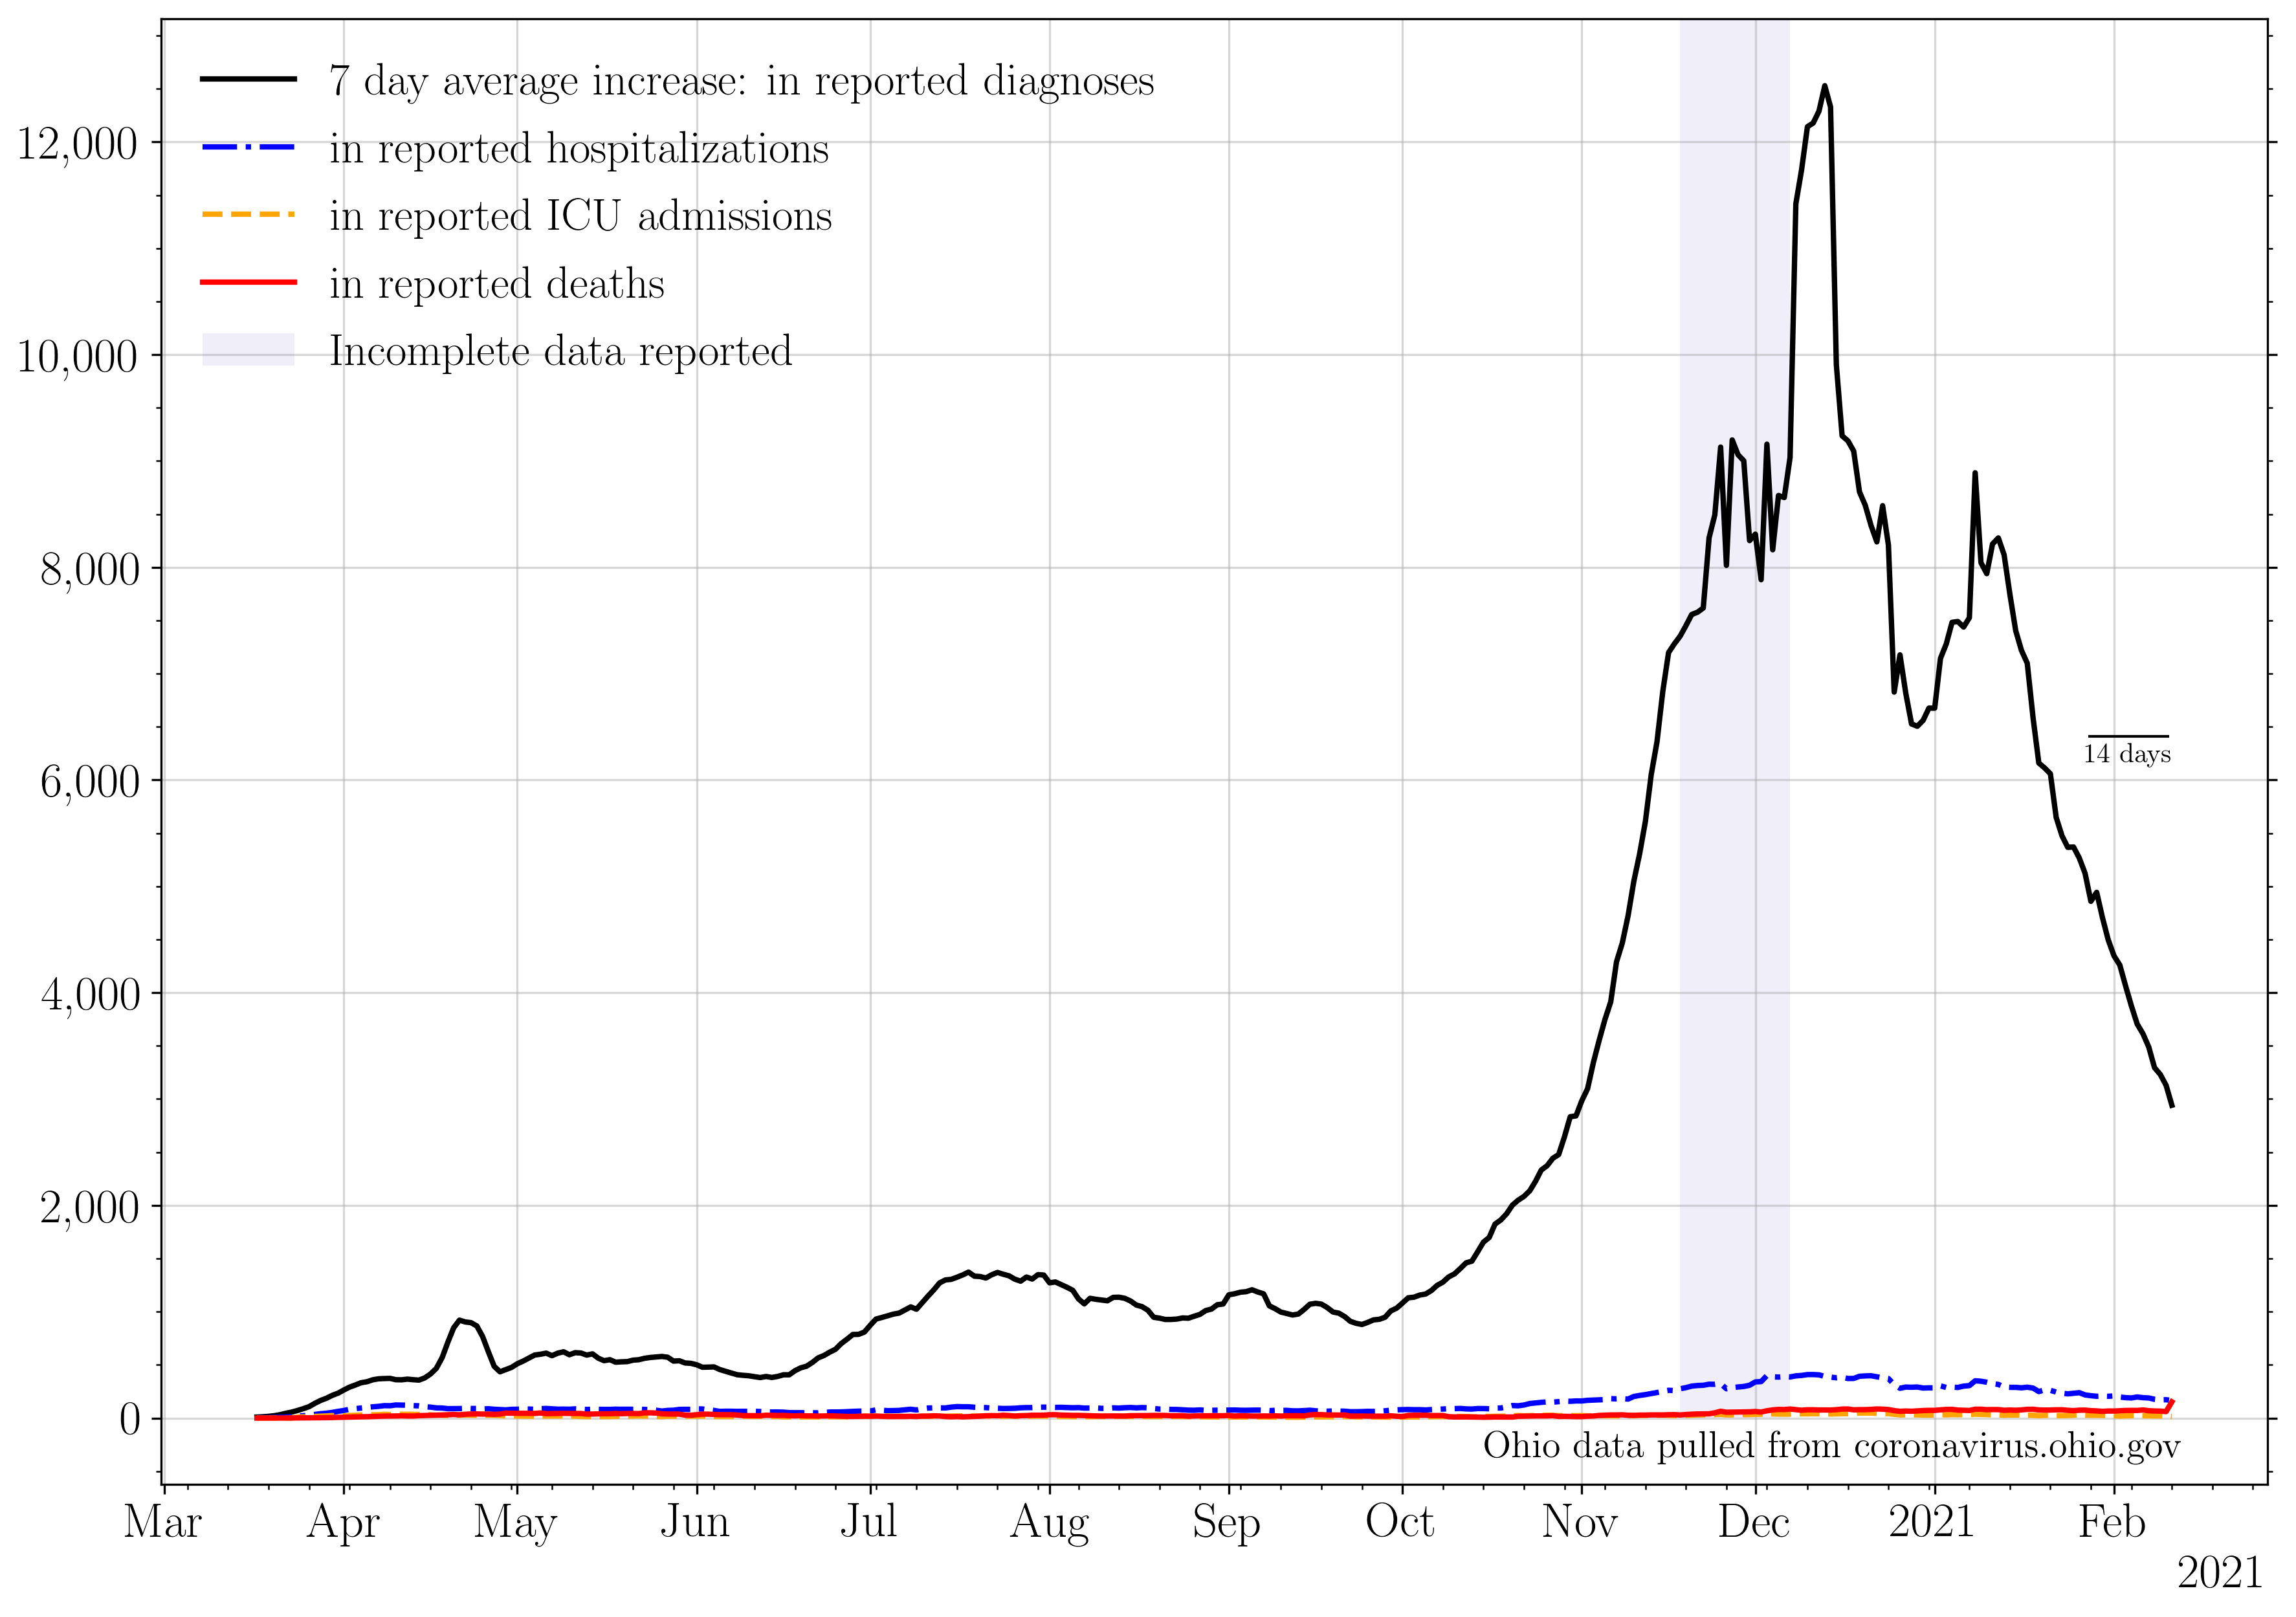 7 day average increase: in reported diagnoses
in reported hospitalizations
in reported ICU admissions
in reported deaths
Incomplete data reported
12,000
10,000
8,000
6,000
4,000
2,000
0
14 days
Ohio data pulled from coronavirus.ohio.gov
Mar Apr May Jun Jul Aug Sep Oct Nov Dec 2021 Feb
2021